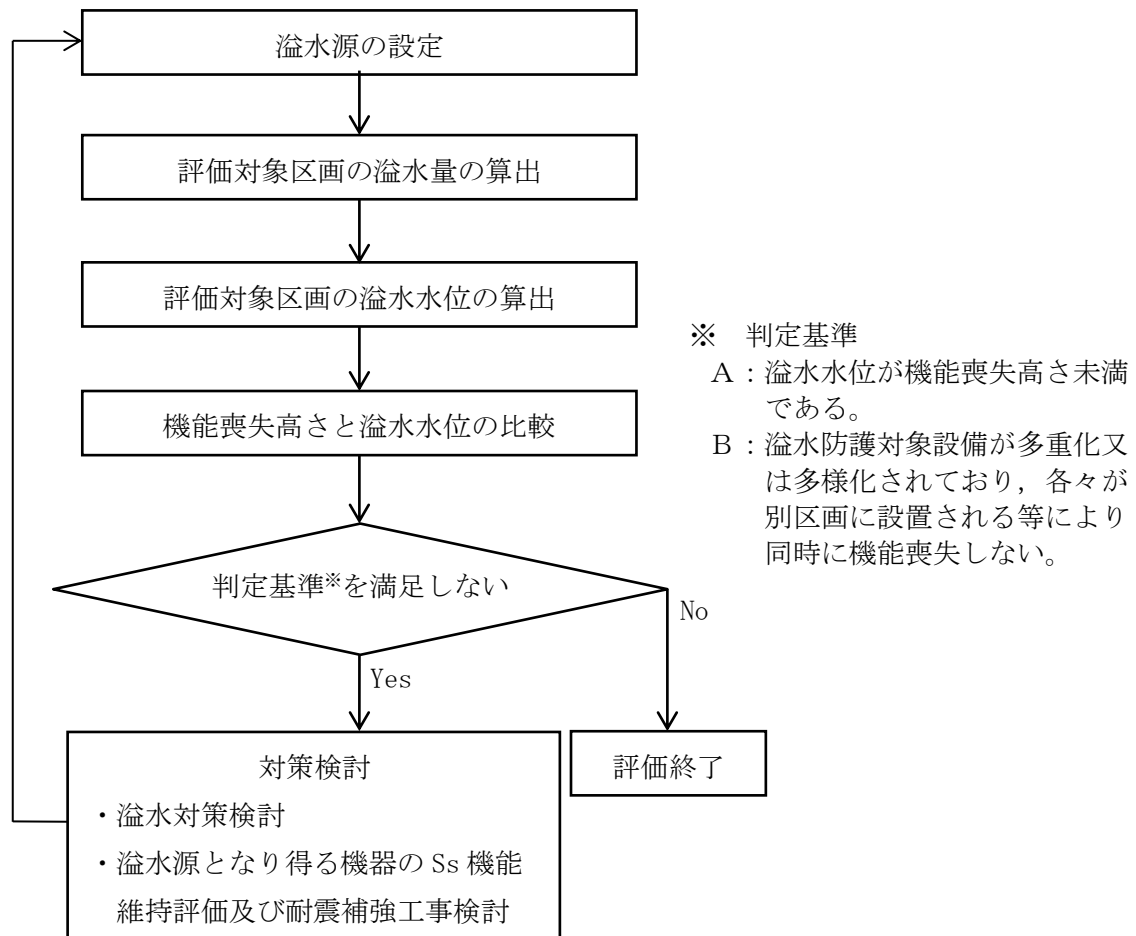 溢水源の設定
評価対象区画の溢水量の算出
評価対象区画の溢水水位の算出
機能喪失高さと溢水水位の比較
判定基準※を満足しない
No
Yes
対策検討
・溢水対策検討
・溢水源となり得る機器の Ss 機能
維持評価及び耐震補強工事検討
評価終了
※　判定基準
Ａ：溢水水位が機能喪失高さ未満
である。
Ｂ：溢水防護対象設備が多重化又
は多様化されており，各々が
別区画に設置される等により
同時に機能喪失しない。